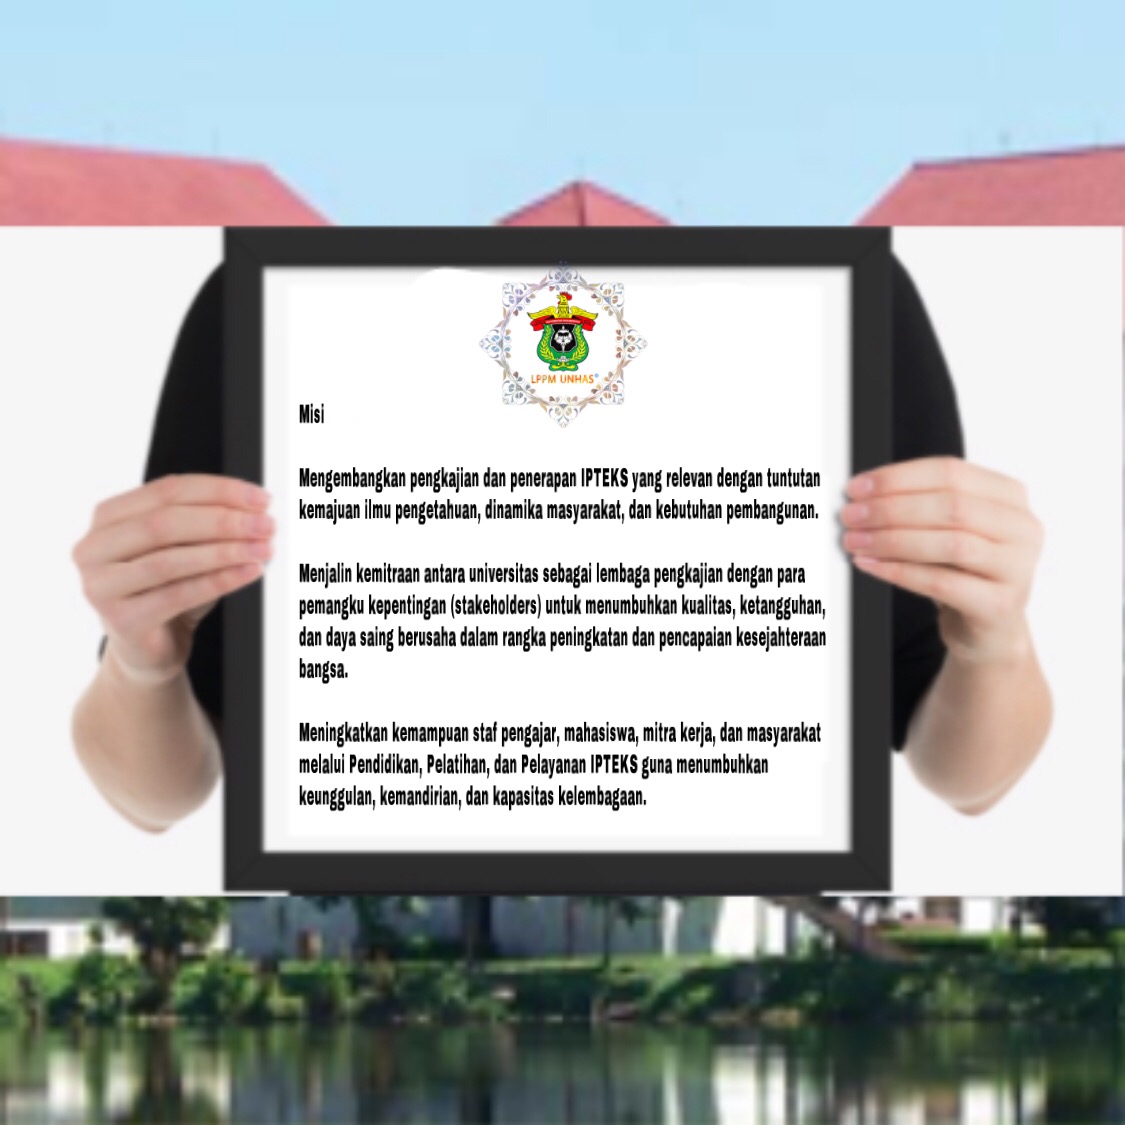 LPPM UNHAS
Misi
Mengembangkan pengkajian dan penerapan IPTEKS yang relevan dengan tuntutan
kemajuan ilmu pengetahuan, dinamika masyarakat, dan kebutuhan pembangunan.
Menjalin kemitraan antara universitas sebagai lembaga pengkajian dengan para
pemangku kepentingan (stakeholders) untuk menumbuhkan kualitas, ketangguhan,
dan daya saing berusaha dalam rangka peningkatan dan pencapaian kesejahteraan
bangsa.
Meningkatkan kemampuan staf pengajar, mahasiswa, mitra kerja, dan masyarakat
melalui Pendidikan, Pelatihan, dan Pelayanan IPTEKS guna menumbuhkan
keunggulan, kemandirian, dan kapasitas kelembagaan.